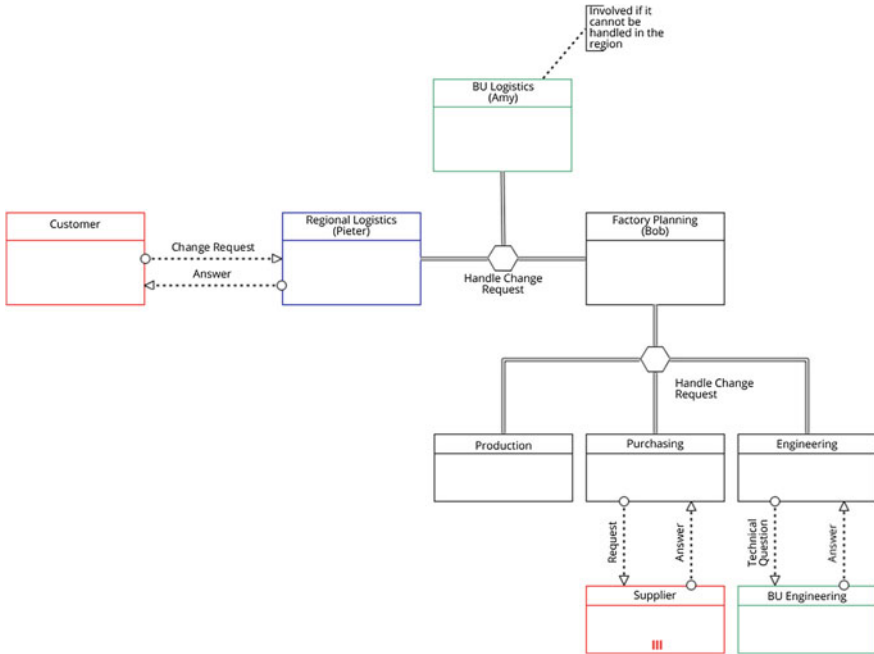 Involved if it
cannot be
handled in the
region
BU Logistics
(Amy)
Customer
Regional Logistics
(Pieter)
Factory Planning
(Bob)
Change Request
Answer
Handle Change
Request
Handle Change
Request
Production
Purchasing
Engineering
Request
Answer
Technical
Question
Answer
Supplier
BU Engineering